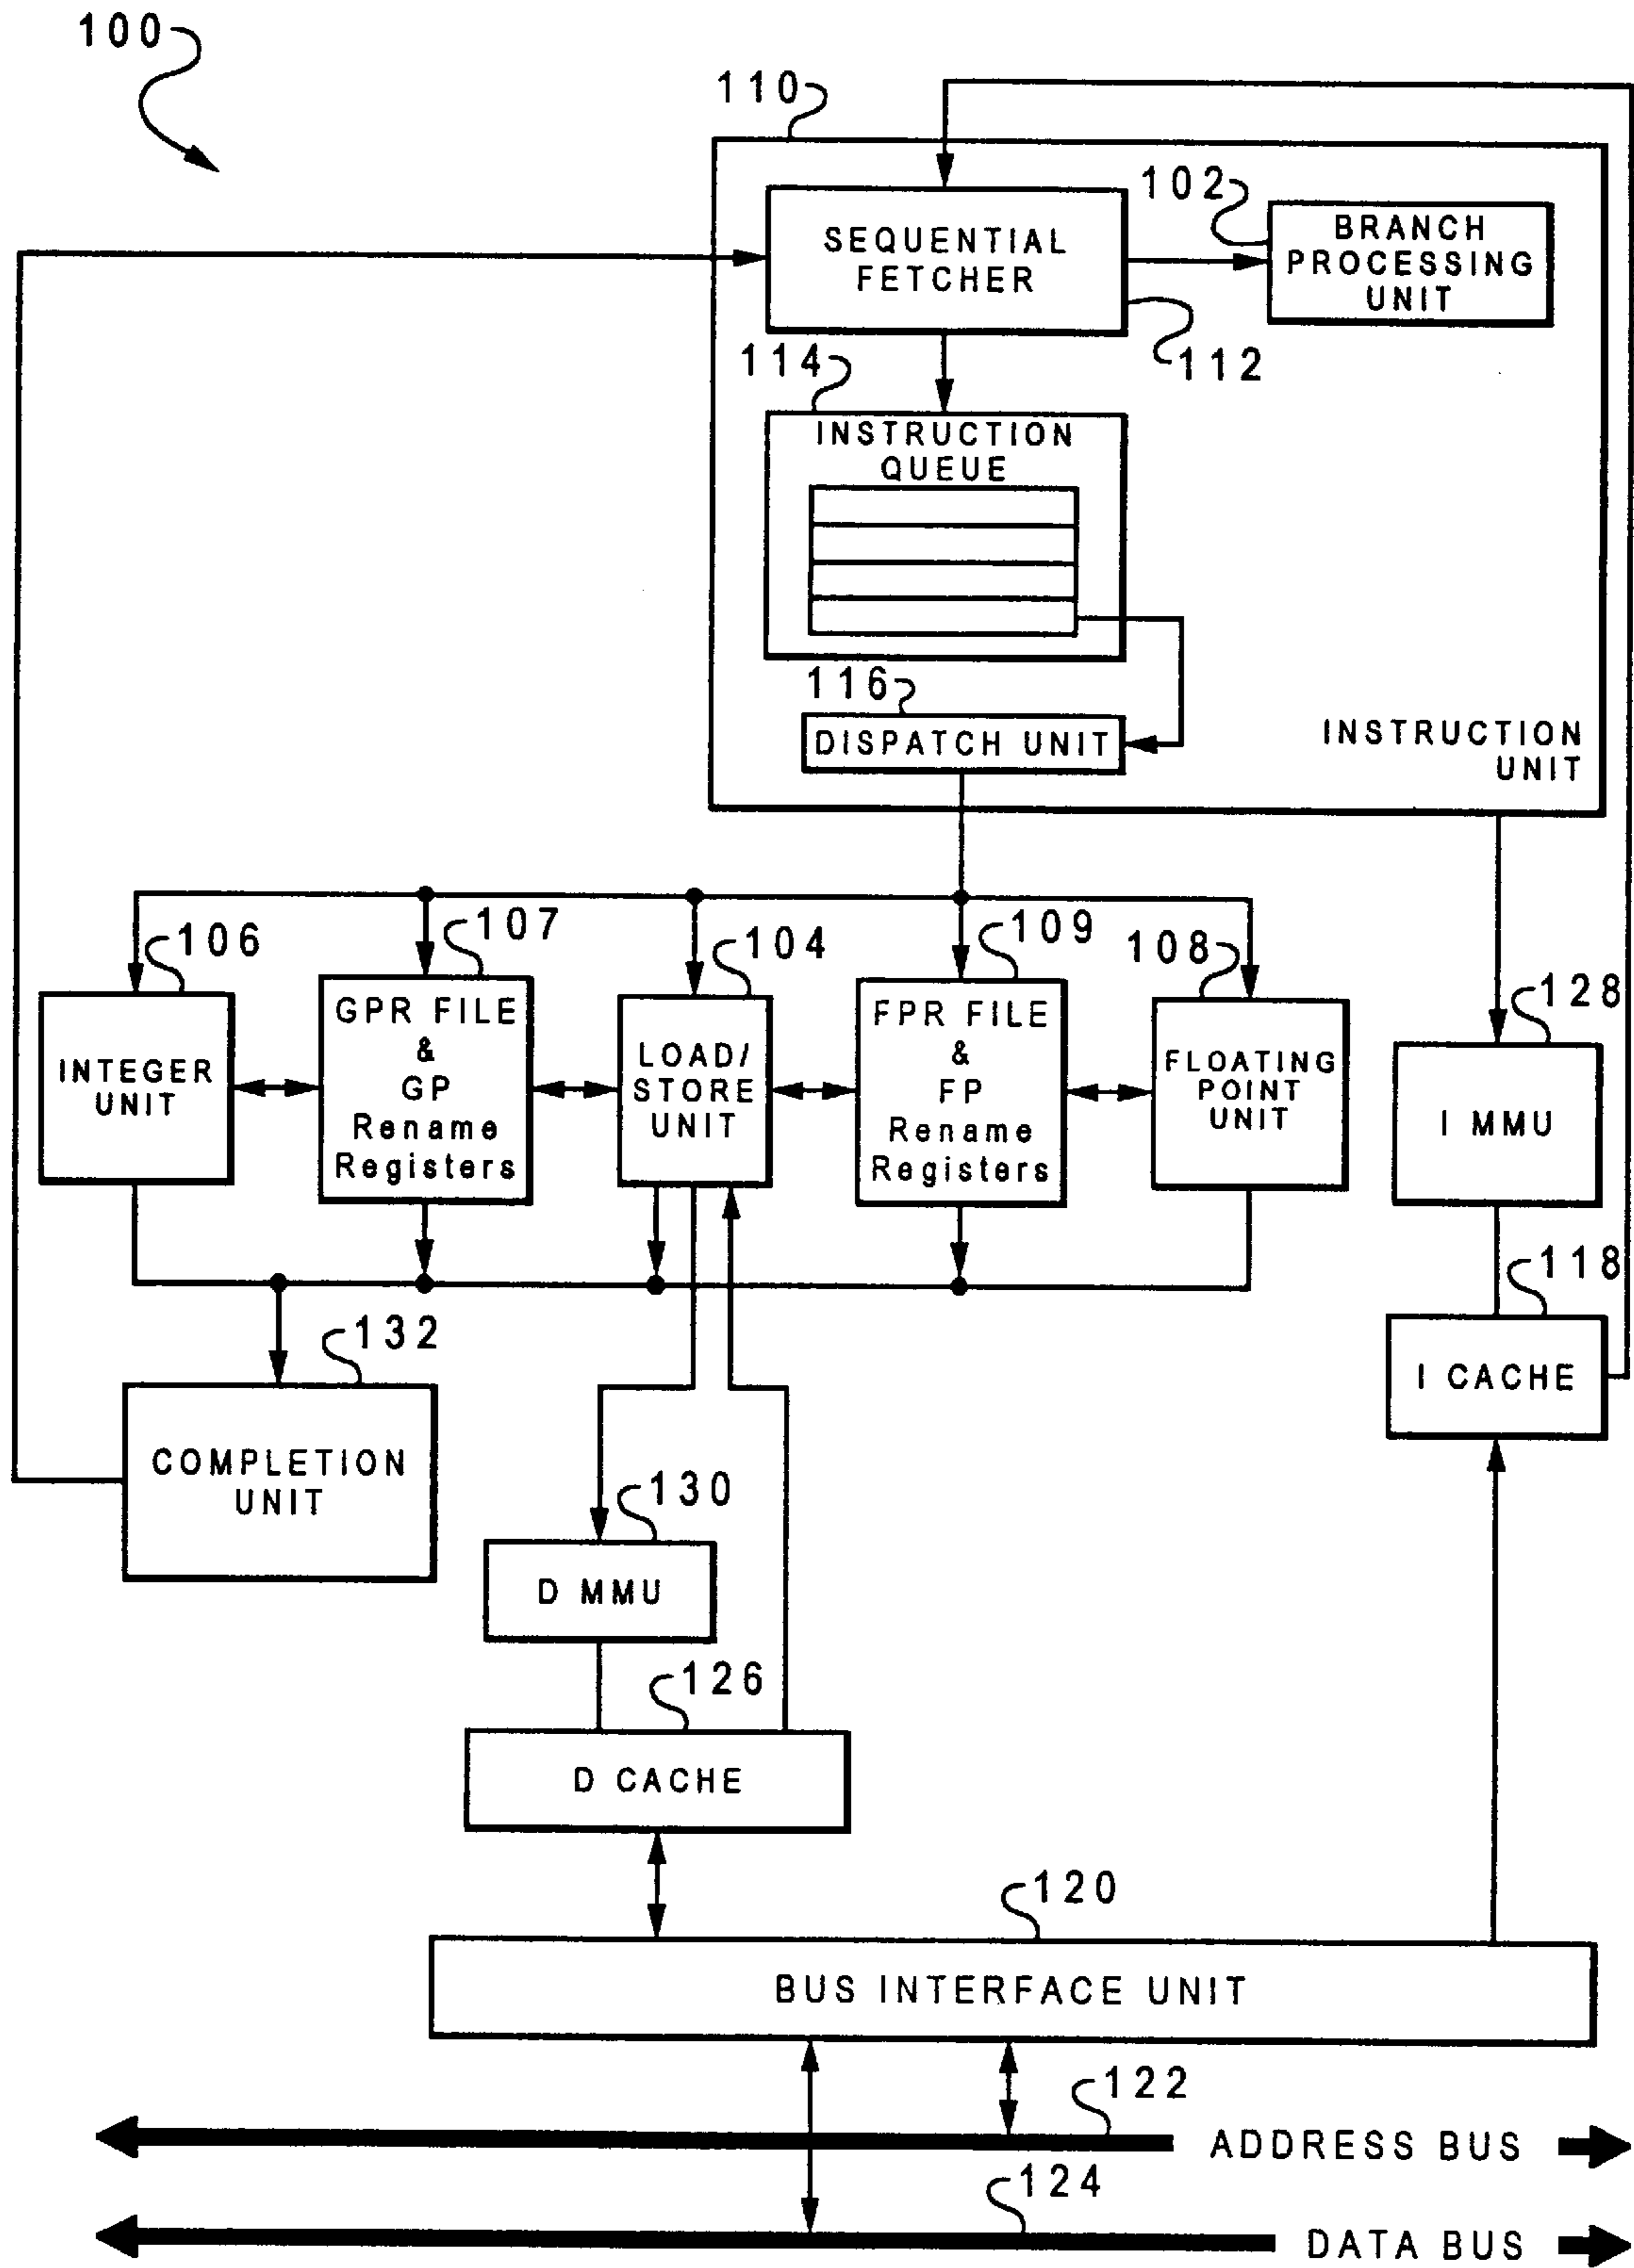 100
110
102
SEQUENTIAL
FETCHER
BRANCH
PROCESSING
UNIT
112
114
INSTRUCTION
QUEUE
116
DISPATCH UNIT
INSTRUCTION
UNIT
106
107
104
109
108
128
INTEGER
UNIT
GPR FILE
&
GP
Rename
Registers
LOAD/
STORE
UNIT
FPR FILE
&
FP
Rename
Registers
FLOATING
POINT
UNIT
I MMU
118
I CACHE
132
COMPLETION
UNIT
130
D MMU
126
D CACHE
120
BUS INTERFACE UNIT
122
ADDRESS BUS
124
DATA BUS